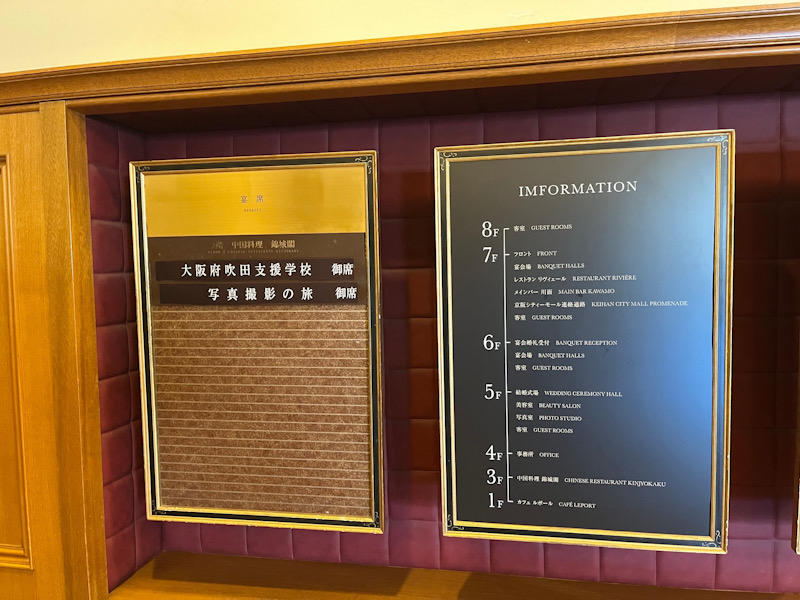 宴 席
BANQUET
中国料理 錦城閣
大阪府吹田支援学校 御席
写真撮影の旅 御席
IMFORMATION
8F 客室 GUEST ROOMS
7F フロント FRONT
宴会場 BANQUET HALLS
レストラン リヴィエール RESTAURANT RIVIÈRE
メインバー 川面 MAIN BAR KAWAMO
京阪シティーモール連絡通路 KEIHAN CITY MALL PROMENADE
客室 GUEST ROOMS
6F 宴会婚礼受付 BANQUET RECEPTION
宴会場 BANQUET HALLS
客室 GUEST ROOMS
5F 結婚式場 WEDDING CEREMONY HALL
美容室 BEAUTY SALON
写真室 PHOTO STUDIO
客室 GUEST ROOMS
4F 事務所 OFFICE
3F 中国料理 錦城閣 CHINESE RESTAURANT KINJYOKAKU
1F カフェ ルポール CAFÉ LEPORT